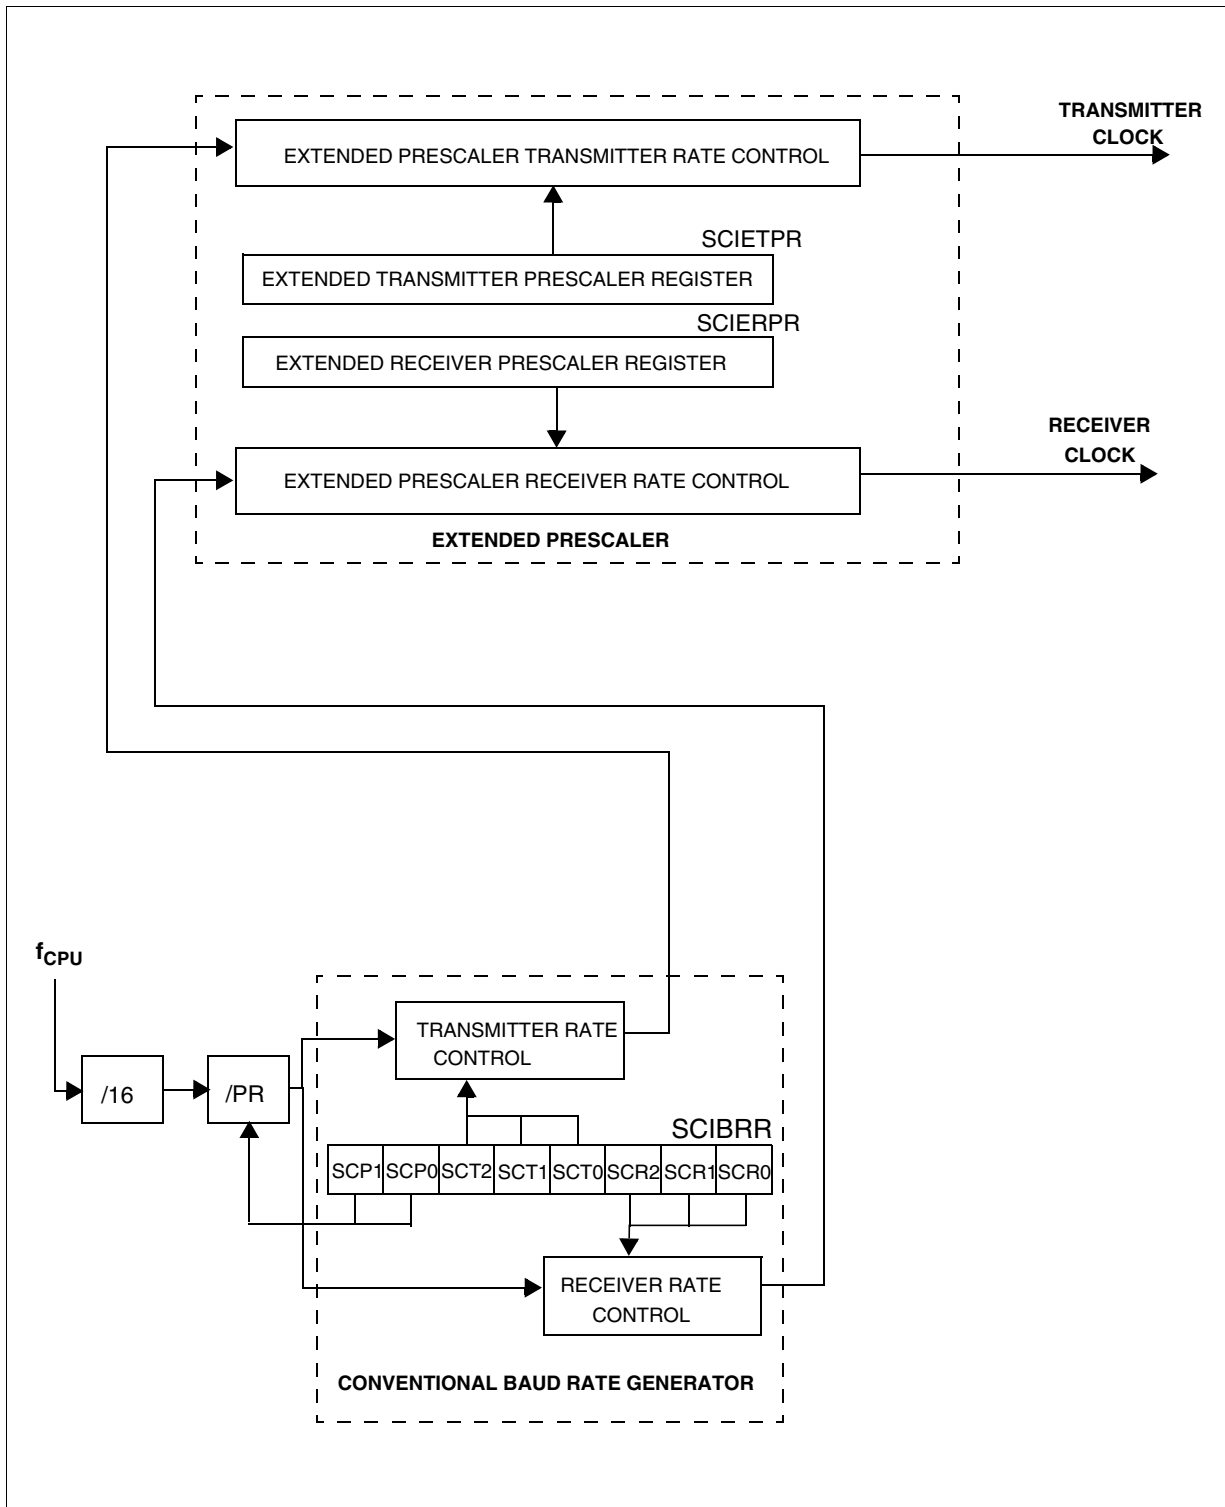 TRANSMITTER
CLOCK
EXTENDED PRESCALER TRANSMITTER RATE CONTROL
SCIETPR
EXTENDED TRANSMITTER PRESCALER REGISTER
SCIERPR
EXTENDED RECEIVER PRESCALER REGISTER
RECEIVER
CLOCK
EXTENDED PRESCALER RECEIVER RATE CONTROL
EXTENDED PRESCALER
fCPU
TRANSMITTER RATE
CONTROL
/16
/PR
SCIBRR
SCP1 SCP0 SCT2 SCT1 SCT0 SCR2 SCR1 SCR0
RECEIVER RATE
CONTROL
CONVENTIONAL BAUD RATE GENERATOR